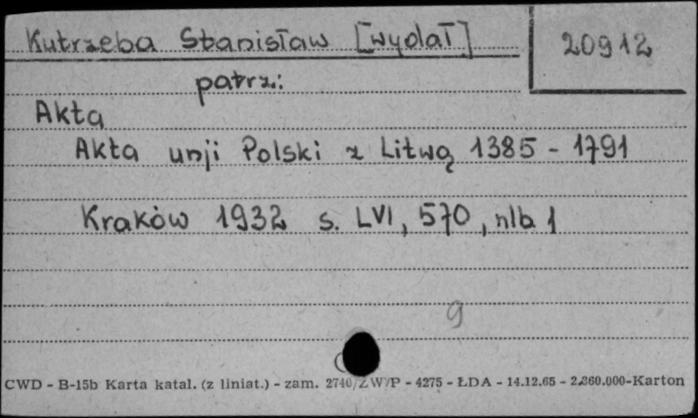 Kutrzeba Stanisław [wydał]
20912
patrz:
Akta
Akta unji Polski z Litwą 1385 - 1791
Kraków 1932 s. LVI, 570, nlb 1
9
CWD - B-15b Karta katal. (z liniat.) - zam. 2740/ZW/P - 4275 - ŁDA - 14.12.65 - 2.360.000-Karton